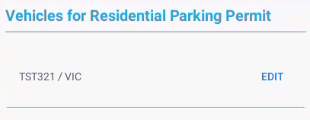 Vehicles for Residential Parking Permit
TST321 / VIC EDIT